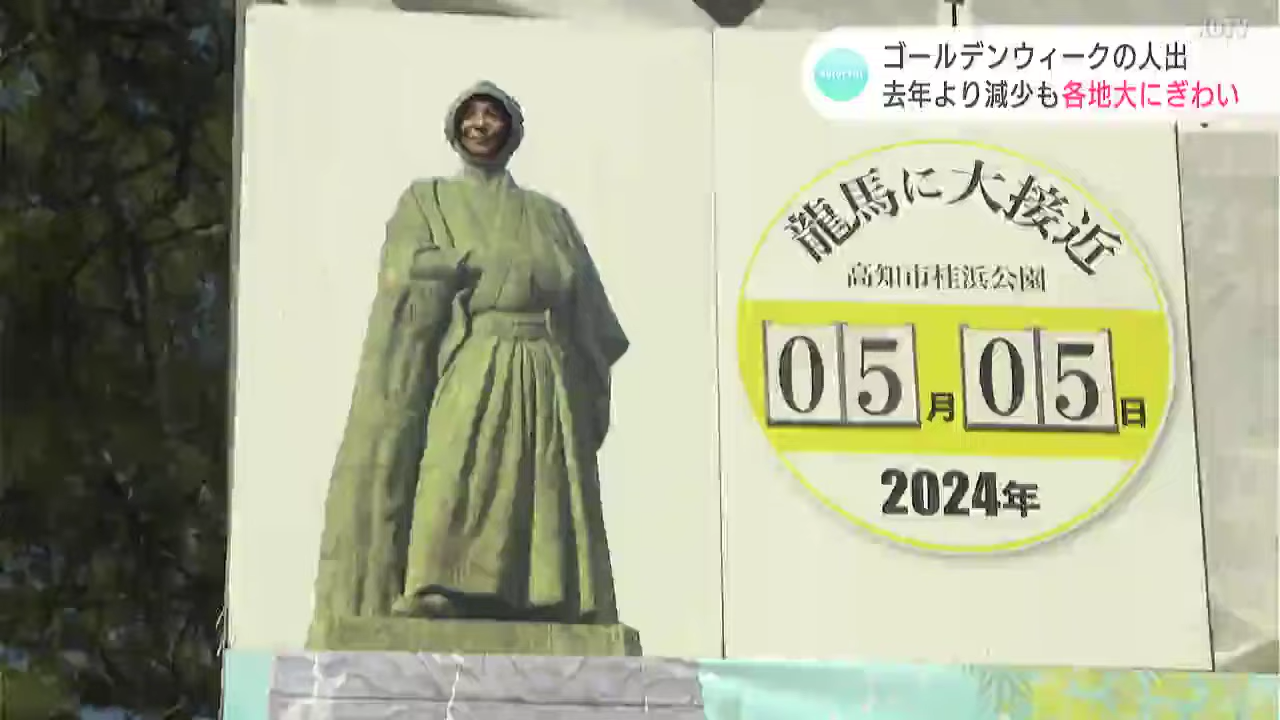 ゴールデンウィークの人出
去年より減少も各地大にぎわい
龍馬に大接近
高知市桂浜公園
05月05日
2024年